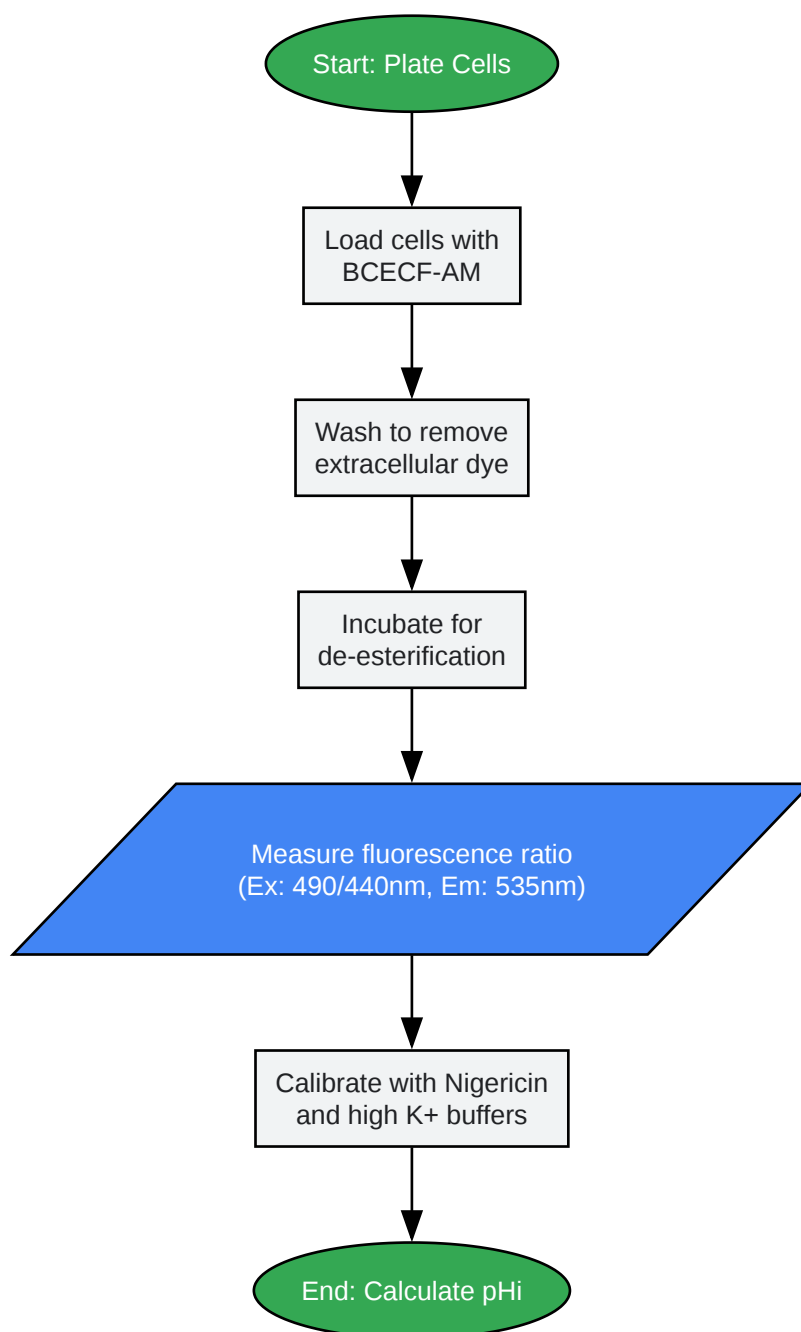 Start: Plate Cells
Load cells with
BCECF-AM
Wash to remove
extracellular dye
Incubate for
de-esterification
Measure fluorescence ratio
(Ex: 490/440nm, Em: 535nm)
Calibrate with Nigericin
and high K+ buffers
End: Calculate pHi